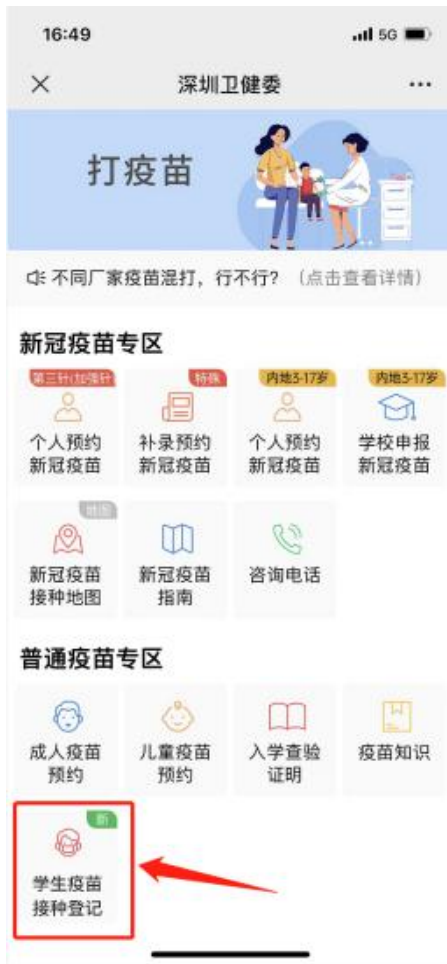 16:49
5G
深圳卫健委
打疫苗
不同厂家疫苗混打，行不行？（点击查看详情）
新冠疫苗专区
第三针(加强针
特殊
内地3-17岁
内地3-17岁
个人预约
新冠疫苗
补录预约
新冠疫苗
个人预约
新冠疫苗
学校申报
新冠疫苗
地图
新冠疫苗
接种地图
新冠疫苗
指南
咨询电话
普通疫苗专区
成人疫苗
预约
儿童疫苗
预约
入学查验
证明
疫苗知识
新
学生疫苗
接种登记